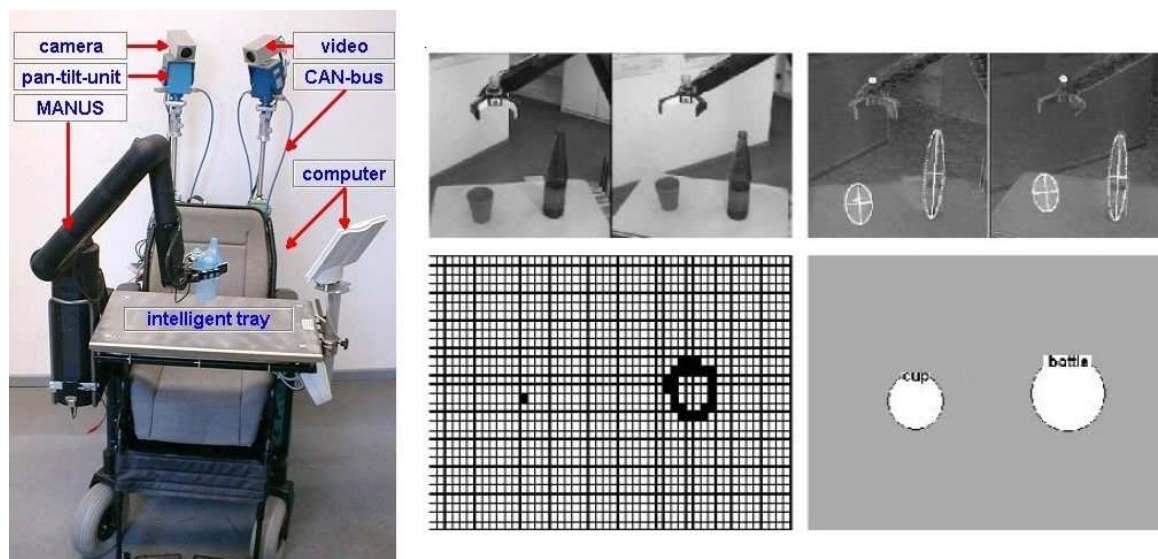 camera
video
pan-tilt-unit
CAN-bus
MANUS
computer
intelligent tray
cup
bottle